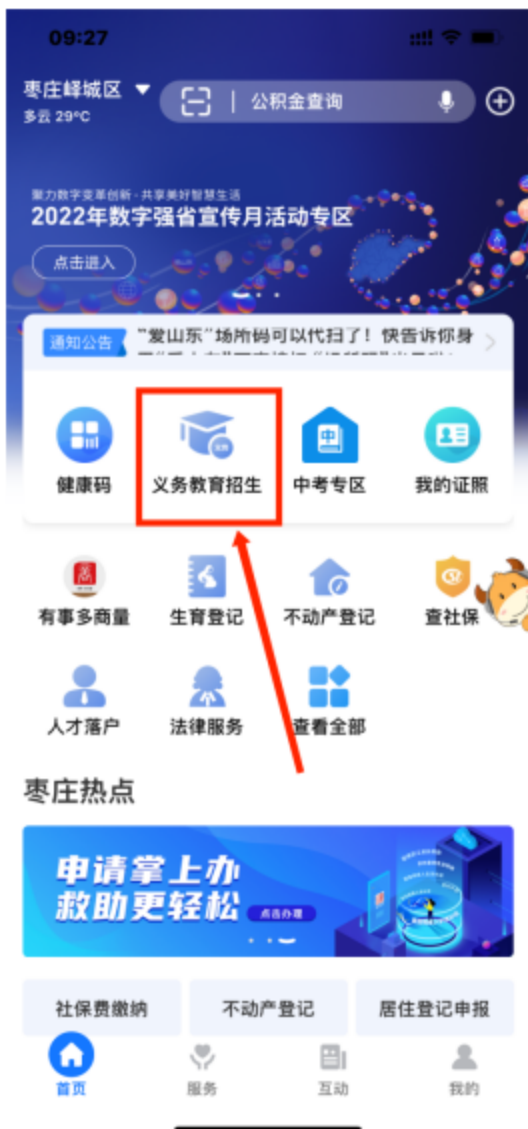 09:27
枣庄峄城区
公积金查询
多云 29°C
聚力数字变革创新·共享美好智慧生活
2022年数字强省宣传月活动专区
点击进入
通知公告
“爱山东”场所码可以代扫了！快告诉你身
健康码
义务教育招生
中考专区
我的证照
有事多商量
生育登记
不动产登记
查社保
人才落户
法律服务
查看全部
枣庄热点
申请掌上办
救助更轻松
点击办理
社保费缴纳
不动产登记
居住登记申报
首页
服务
互动
我的